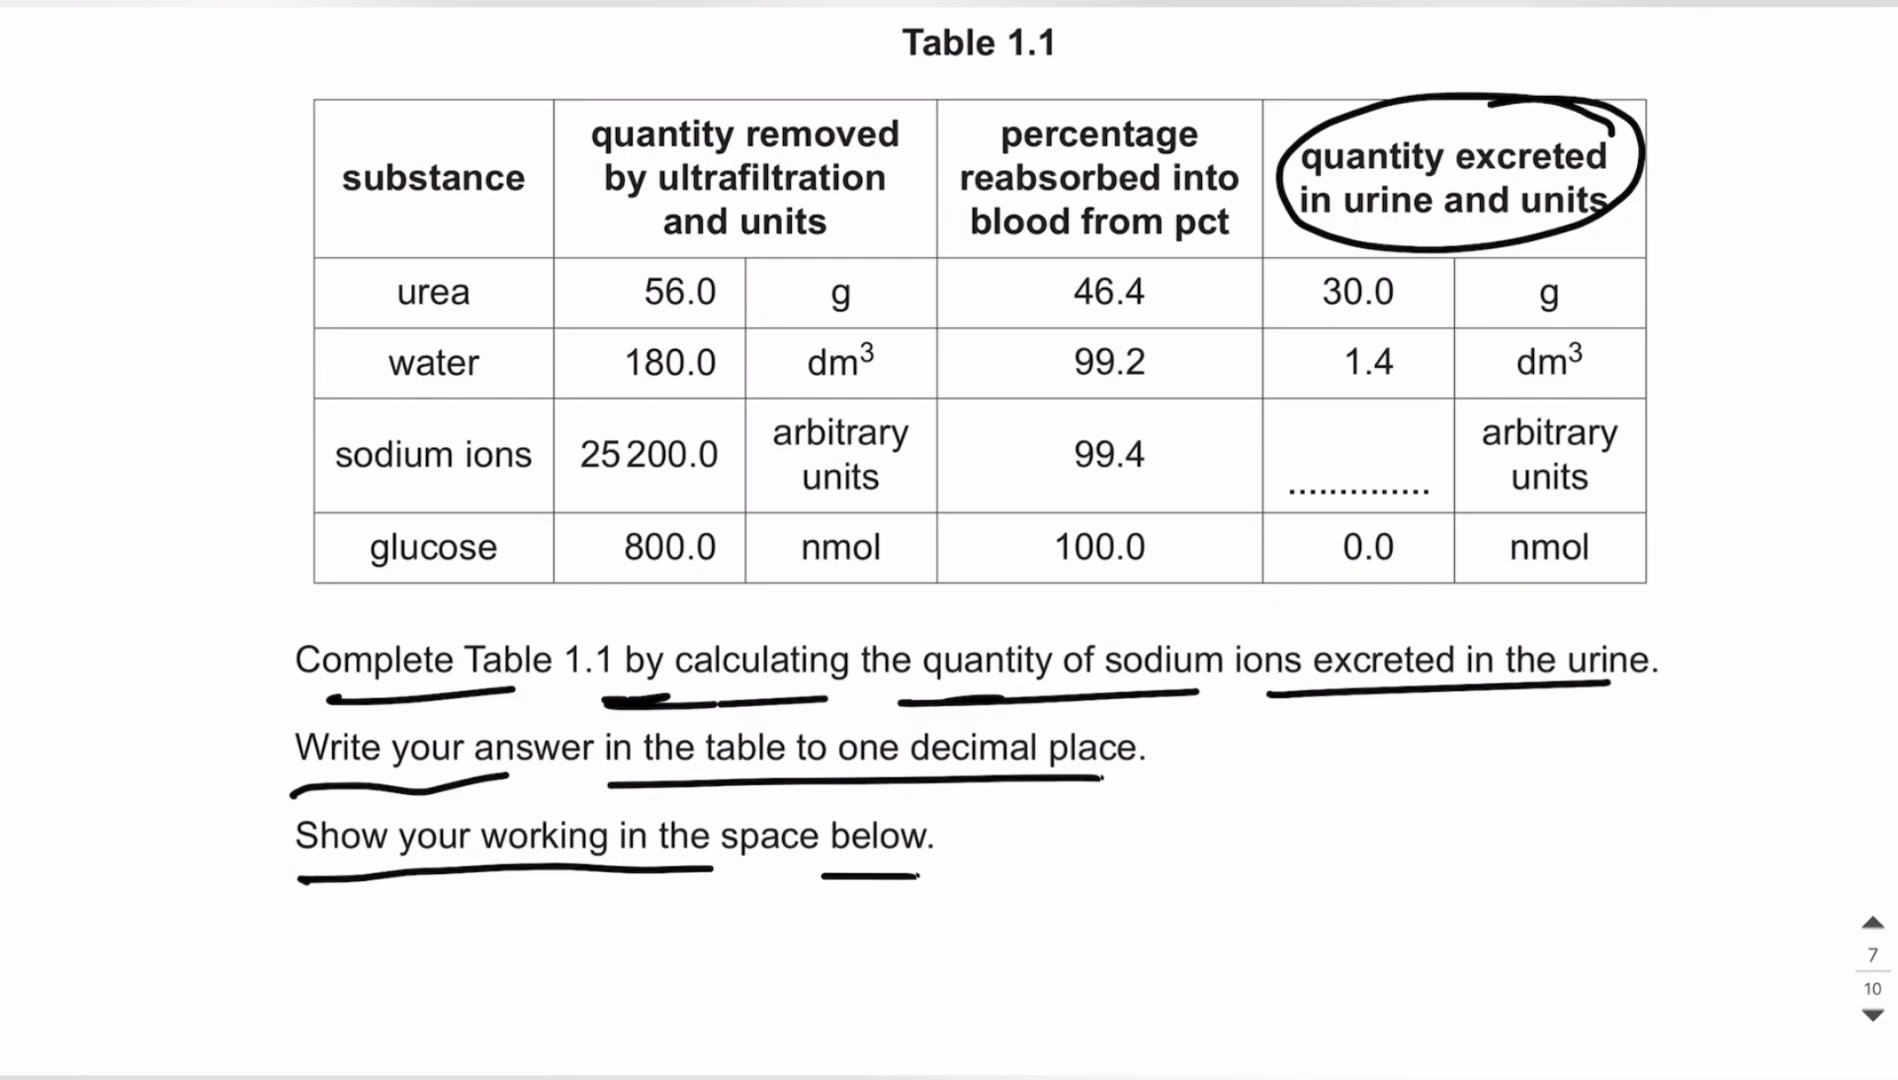 Table 1.1
substance
quantity removed
by ultrafiltration
and units
percentage
reabsorbed into
blood from pct
quantity excreted
in urine and units
urea 56.0 g 46.4 30.0 g
water 180.0 dm³ 99.2 1.4 dm³
sodium ions 25 200.0 arbitrary units 99.4 .............. arbitrary units
glucose 800.0 nmol 100.0 0.0 nmol
Complete Table 1.1 by calculating the quantity of sodium ions excreted in the urine.
Write your answer in the table to one decimal place.
Show your working in the space below.
7
10